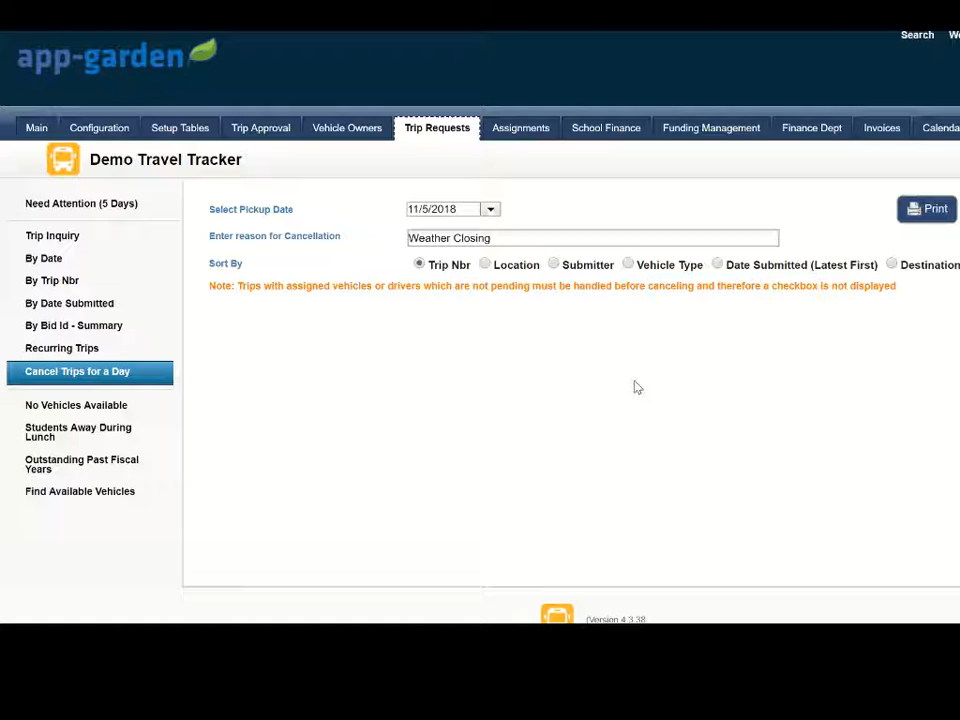 Search
app-garden
Main Configuration Setup Tables Trip Approval Vehicle Owners Trip Requests Assignments School Finance Funding Management Finance Dept Invoices
Demo Travel Tracker
Need Attention (5 Days)
Trip Inquiry
By Date
By Trip Nbr
By Date Submitted
By Bid Id - Summary
Recurring Trips
Cancel Trips for a Day
No Vehicles Available
Students Away During
Lunch
Outstanding Past Fiscal
Years
Find Available Vehicles
Select Pickup Date 11/5/2018
Print
Enter reason for Cancellation Weather Closing
Sort By Trip Nbr Location Submitter Vehicle Type Date Submitted (Latest First) Destination
Note: Trips with assigned vehicles or drivers which are not pending must be handled before canceling and therefore a checkbox is not displayed
(Version 4.3.38